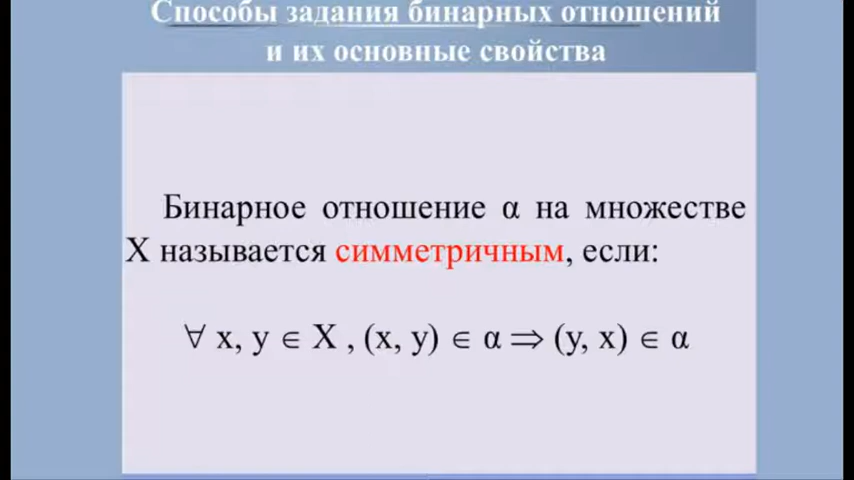 Способы задания бинарных отношений
и их основные свойства
Бинарное отношение α на множестве
X называется симметричным, если:
∀ x, y ∈ X , (x, y) ∈ α ⇒ (y, x) ∈ α